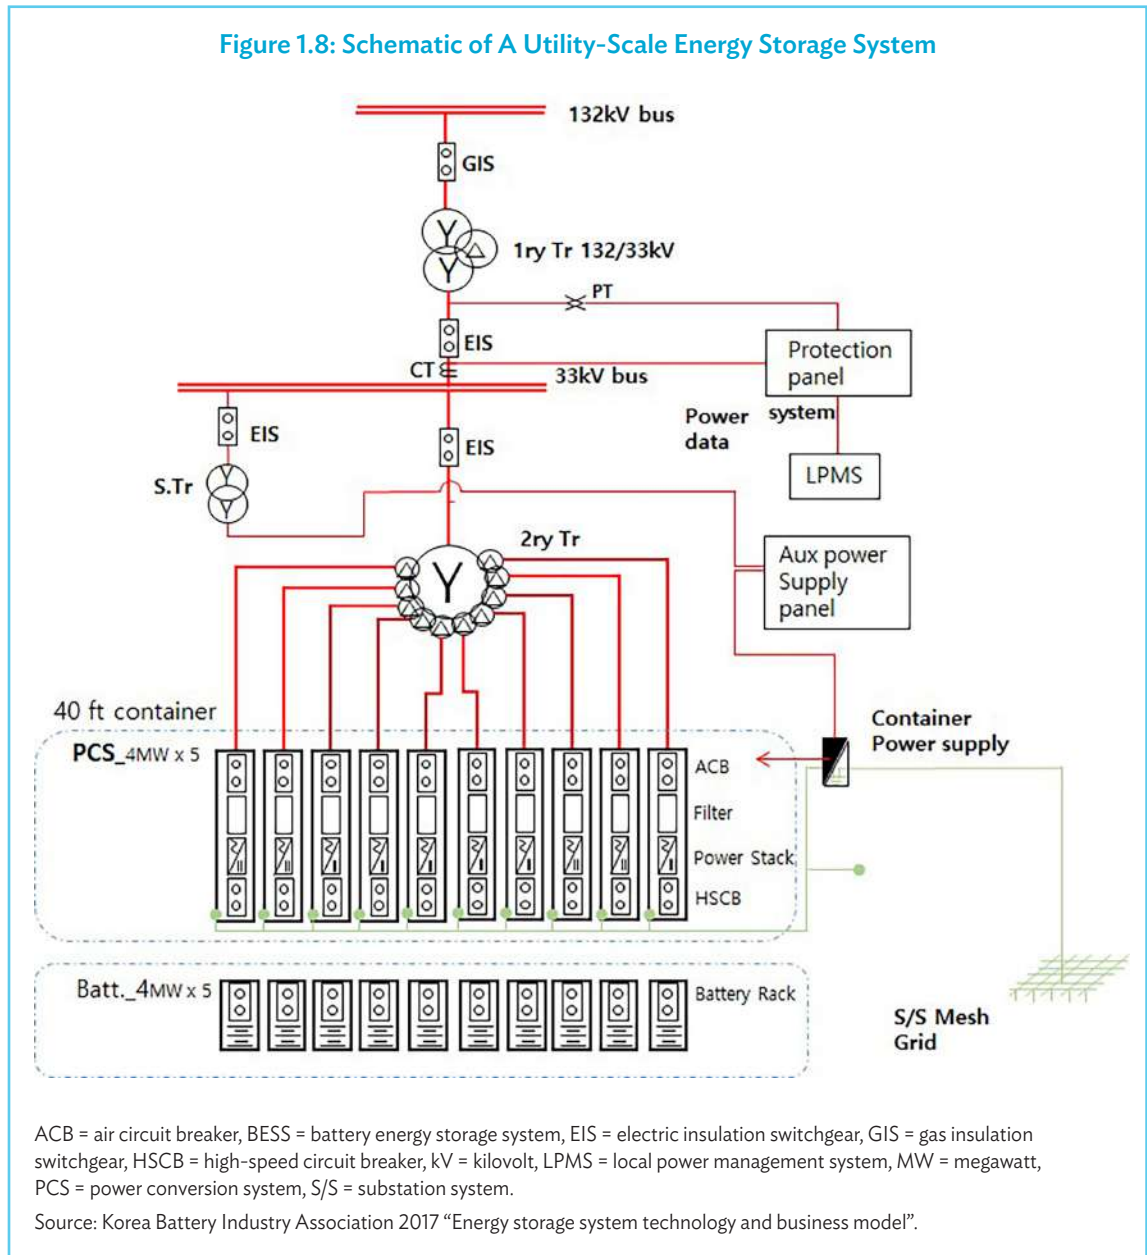 Figure 1.8: Schematic of A Utility-Scale Energy Storage System
132kV bus
GIS
Y
Y
1ry Tr 132/33kV
PT
EIS
CT
33kV bus
Protection
panel
system
Power
data
LPMS
EIS
EIS
S.Tr
Y
Y
2ry Tr
Y
Aux power
Supply
panel
40 ft container
PCS_4MW x 5
Container
Power supply
ACB
Filter
Power Stack
HSCB
Batt._4MW x 5
Battery Rack
S/S Mesh
Grid
ACB = air circuit breaker, BESS = battery energy storage system, EIS = electric insulation switchgear, GIS = gas insulation
switchgear, HSCB = high-speed circuit breaker, kV = kilovolt, LPMS = local power management system, MW = megawatt,
PCS = power conversion system, S/S = substation system.
Source: Korea Battery Industry Association 2017 “Energy storage system technology and business model”.